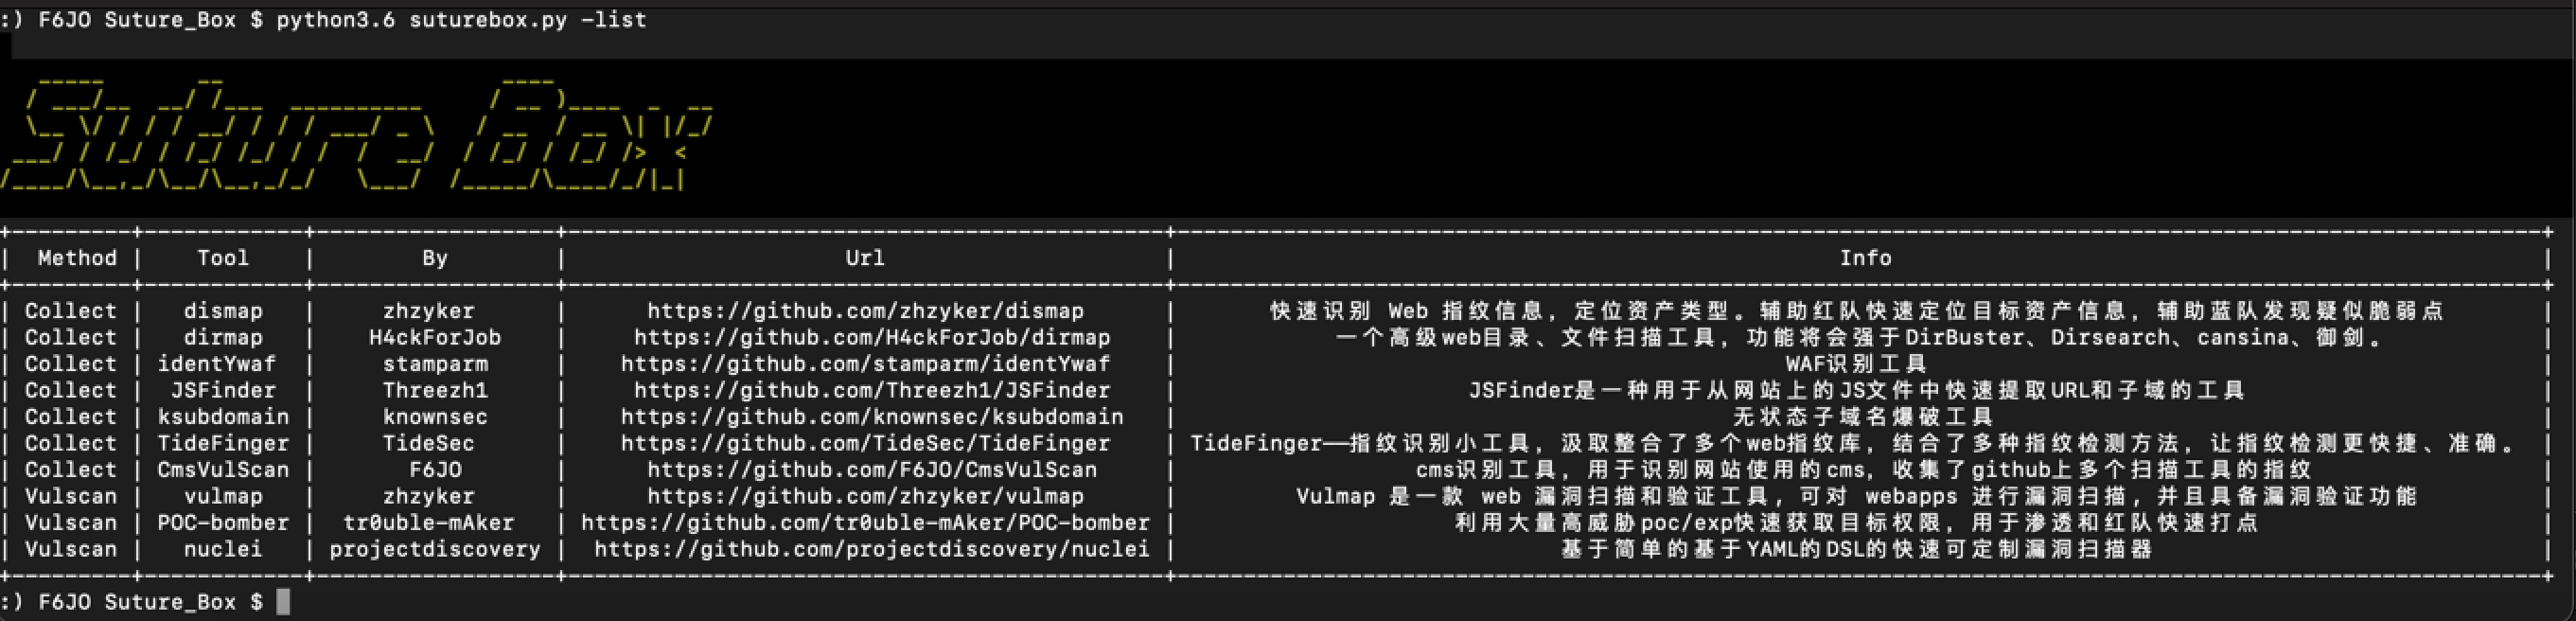 :) F6JO Suture_Box $ python3.6 suturebox.py -list
Suture Box
| Method | Tool | By | Url | Info |
| Collect | dismap | zhzyker | https://github.com/zhzyker/dismap | 快速识别 Web 指纹信息，定位资产类型。辅助红队快速定位目标资产信息，辅助蓝队发现疑似脆弱点 |
| Collect | dirmap | H4ckForJob | https://github.com/H4ckForJob/dirmap | 一个高级web目录、文件扫描工具，功能将会强于DirBuster、Dirsearch、cansina、御剑。 |
| Collect | identYwaf | stamparm | https://github.com/stamparm/identYwaf | WAF识别工具 |
| Collect | JSFinder | Threezh1 | https://github.com/Threezh1/JSFinder | JSFinder是一种用于从网站上的JS文件中快速提取URL和子域的工具 |
| Collect | ksubdomain | knownsec | https://github.com/knownsec/ksubdomain | 无状态子域名爆破工具 |
| Collect | TideFinger | TideSec | https://github.com/TideSec/TideFinger | TideFinger——指纹识别小工具，汲取整合了多个web指纹库，结合了多种指纹检测方法，让指纹检测更快捷、准确。 |
| Collect | CmsVulScan | F6JO | https://github.com/F6JO/CmsVulScan | cms识别工具，用于识别网站使用的cms，收集了github上多个扫描工具的指纹 |
| Vulscan | vulmap | zhzyker | https://github.com/zhzyker/vulmap | Vulmap 是一款 web 漏洞扫描和验证工具，可对 webapps 进行漏洞扫描，并且具备漏洞验证功能 |
| Vulscan | POC-bomber | tr0uble-mAker | https://github.com/tr0uble-mAker/POC-bomber | 利用大量高威胁poc/exp快速获取目标权限，用于渗透和红队快速打点 |
| Vulscan | nuclei | projectdiscovery | https://github.com/projectdiscovery/nuclei | 基于简单的基于YAML的DSL的快速可定制漏洞扫描器 |
:) F6JO Suture_Box $